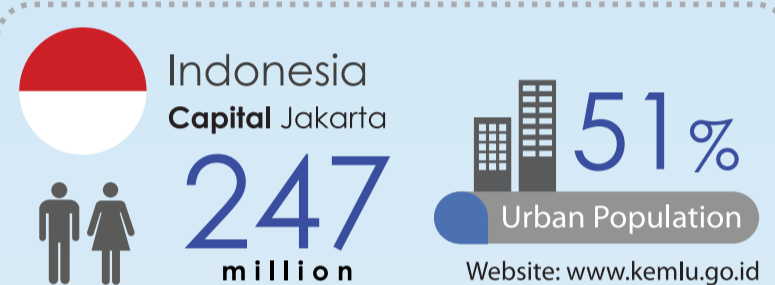 Indonesia
Capital Jakarta
247
million
51%
Urban Population
Website: www.kemlu.go.id